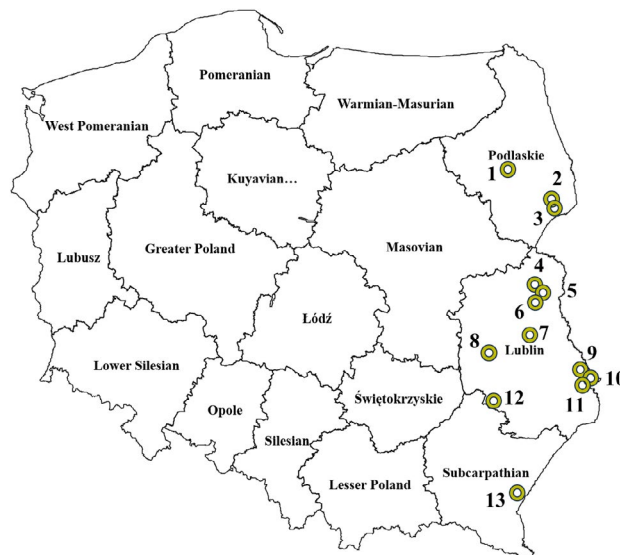 Pomeranian
Warmian-Masurian
West Pomeranian
Podlaskie
1
Kuyavian…
2
3
Masovian
Greater Poland
Lubusz
4
5
6
Łódź
7
8
Lublin
Lower Silesian
9
10
11
12
Świętokrzyskie
Opole
Silesian
Subcarpathian
Lesser Poland
13